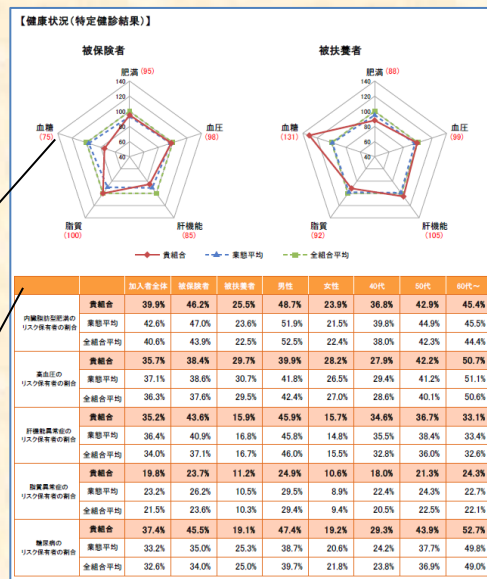 【健康状況(特定健診結果)】
被保険者
肥満 (95)
140
120
100
80
60
40
血圧
(98)
肝機能
(85)
脂質
(100)
血糖
(75)
被扶養者
肥満 (88)
140
120
100
80
60
40
血圧
(99)
肝機能
(105)
脂質
(92)
血糖
(131)
貴組合 業態平均 全組合平均
加入者全体 被保険者 被扶養者 男性 女性 40代 50代 60代~
内臓脂肪型肥満の
リスク保有者の割合
貴組合 39.9% 46.2% 25.5% 48.7% 23.9% 36.8% 42.9% 45.4%
業態平均 42.6% 47.0% 23.6% 51.9% 21.5% 39.8% 44.9% 45.5%
全組合平均 40.6% 43.9% 22.5% 52.5% 22.4% 38.0% 42.3% 44.4%
高血圧の
リスク保有者の割合
貴組合 35.7% 38.4% 29.7% 39.9% 28.2% 27.9% 42.2% 50.7%
業態平均 37.1% 38.6% 30.7% 41.8% 26.5% 29.4% 41.2% 51.1%
全組合平均 36.3% 37.6% 29.5% 42.4% 27.0% 28.6% 40.1% 50.6%
肝機能異常症の
リスク保有者の割合
貴組合 35.2% 43.6% 15.9% 45.9% 15.7% 34.6% 36.7% 33.1%
業態平均 36.4% 40.9% 16.8% 45.8% 14.8% 35.5% 38.4% 33.4%
全組合平均 34.0% 37.1% 16.7% 46.0% 15.5% 32.8% 36.0% 32.6%
脂質異常症の
リスク保有者の割合
貴組合 19.8% 23.7% 11.2% 24.9% 10.6% 18.0% 21.3% 24.3%
業態平均 23.2% 26.2% 10.5% 29.5% 8.9% 22.4% 24.3% 22.7%
全組合平均 21.5% 23.6% 10.3% 29.4% 9.4% 20.5% 22.5% 22.1%
糖尿病の
リスク保有者の割合
貴組合 37.4% 45.5% 19.1% 47.4% 19.2% 29.3% 43.9% 52.7%
業態平均 33.2% 35.0% 25.3% 38.7% 20.6% 24.2% 37.7% 49.8%
全組合平均 32.6% 34.0% 25.0% 39.7% 21.8% 23.8% 36.9% 49.0%